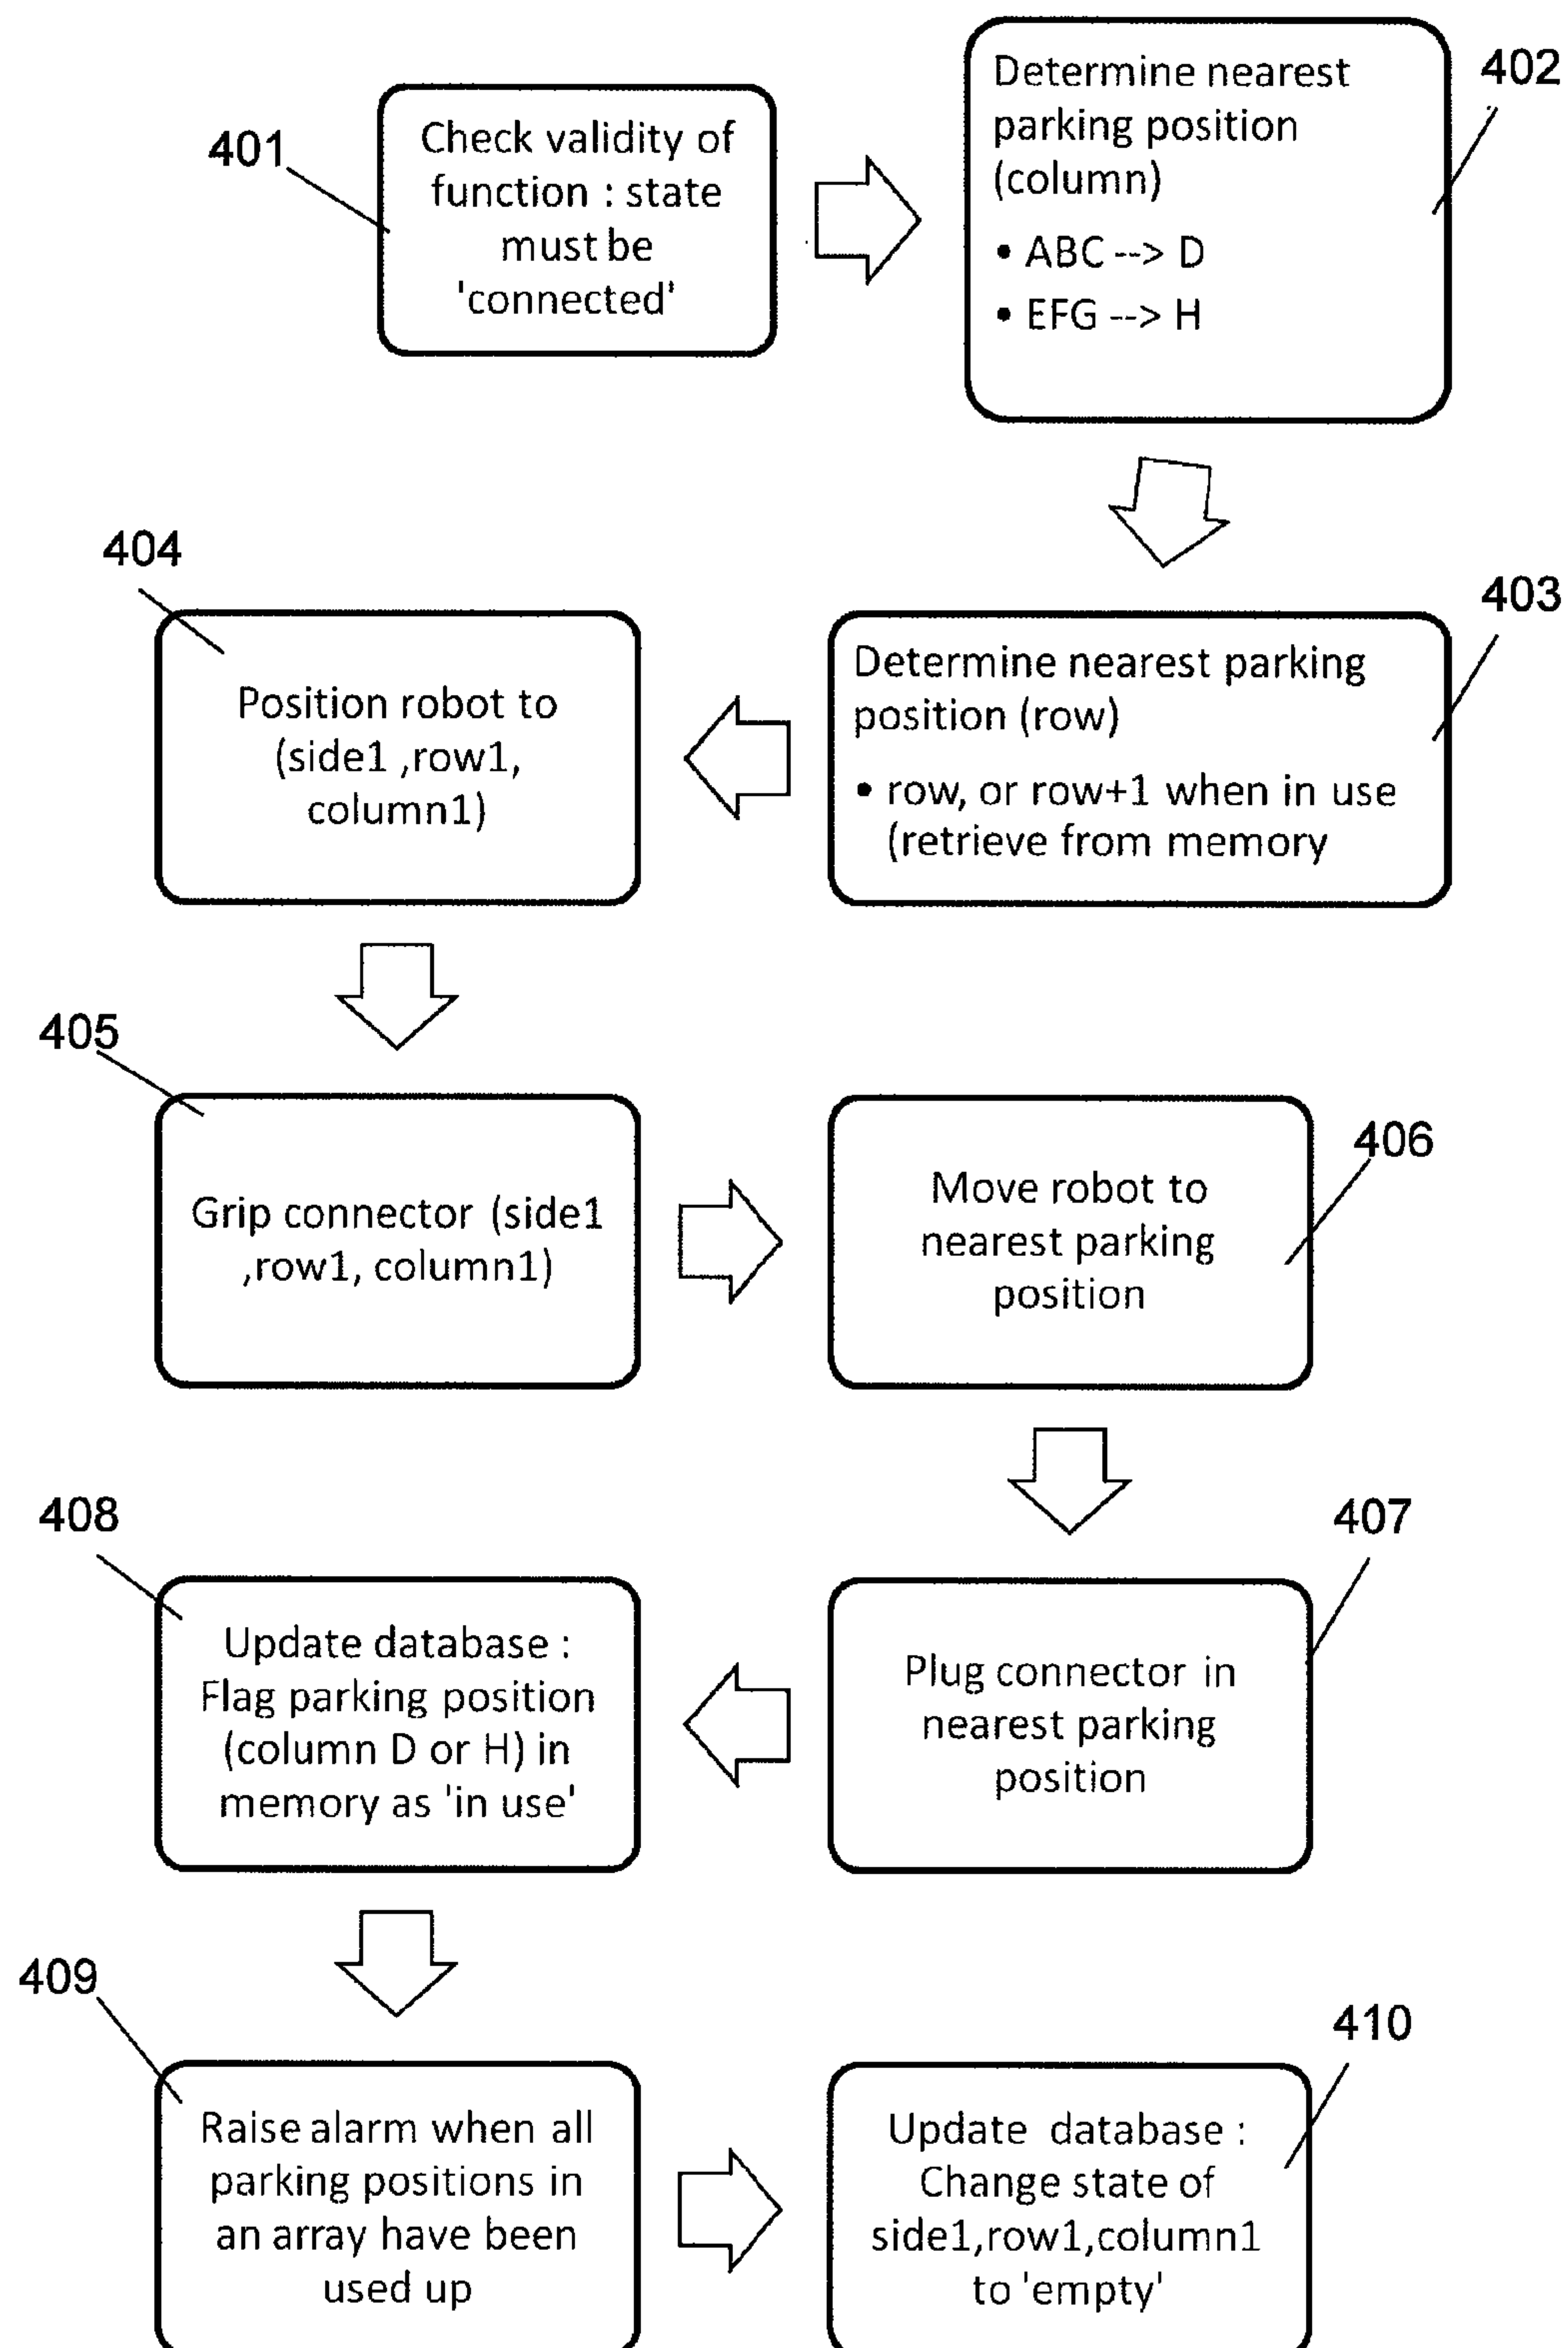 401
Check validity of
function : state
must be
'connected'
402
Determine nearest
parking position
(column)
• ABC --> D
• EFG --> H
403
Determine nearest parking
position (row)
• row, or row+1 when in use
(retrieve from memory
404
Position robot to
(side1 ,row1,
column1)
405
Grip connector (side1
,row1, column1)
406
Move robot to
nearest parking
position
407
Plug connector in
nearest parking
position
408
Update database :
Flag parking position
(column D or H) in
memory as 'in use'
409
Raise alarm when all
parking positions in
an array have been
used up
410
Update database :
Change state of
side1,row1,column1
to 'empty'